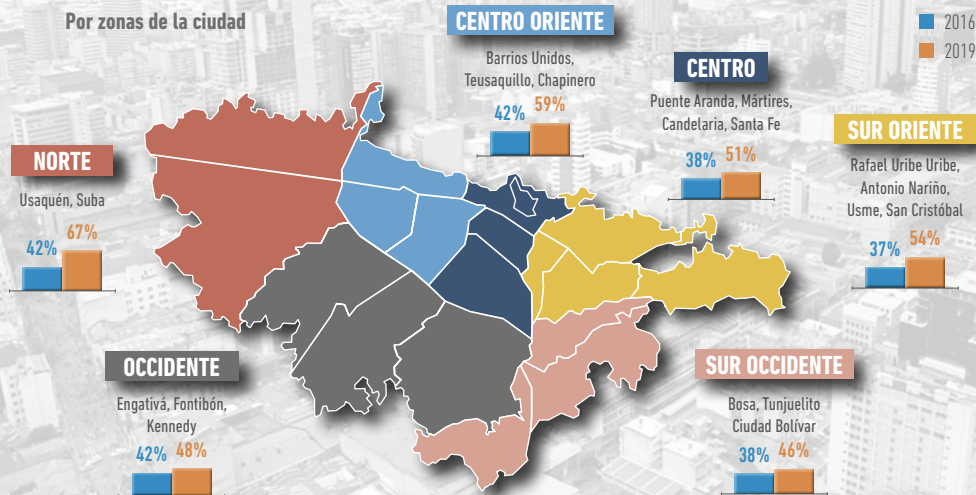 Por zonas de la ciudad
2016
2019
CENTRO ORIENTE
Barrios Unidos,
Teusaquillo, Chapinero
42% 59%
CENTRO
Puente Aranda, Mártires,
Candelaria, Santa Fe
38% 51%
SUR ORIENTE
Rafael Uribe Uribe,
Antonio Nariño,
Usme, San Cristóbal
37% 54%
NORTE
Usaquén, Suba
42% 67%
OCCIDENTE
Engativá, Fontibón,
Kennedy
42% 48%
SUR OCCIDENTE
Bosa, Tunjuelito
Ciudad Bolívar
38% 46%